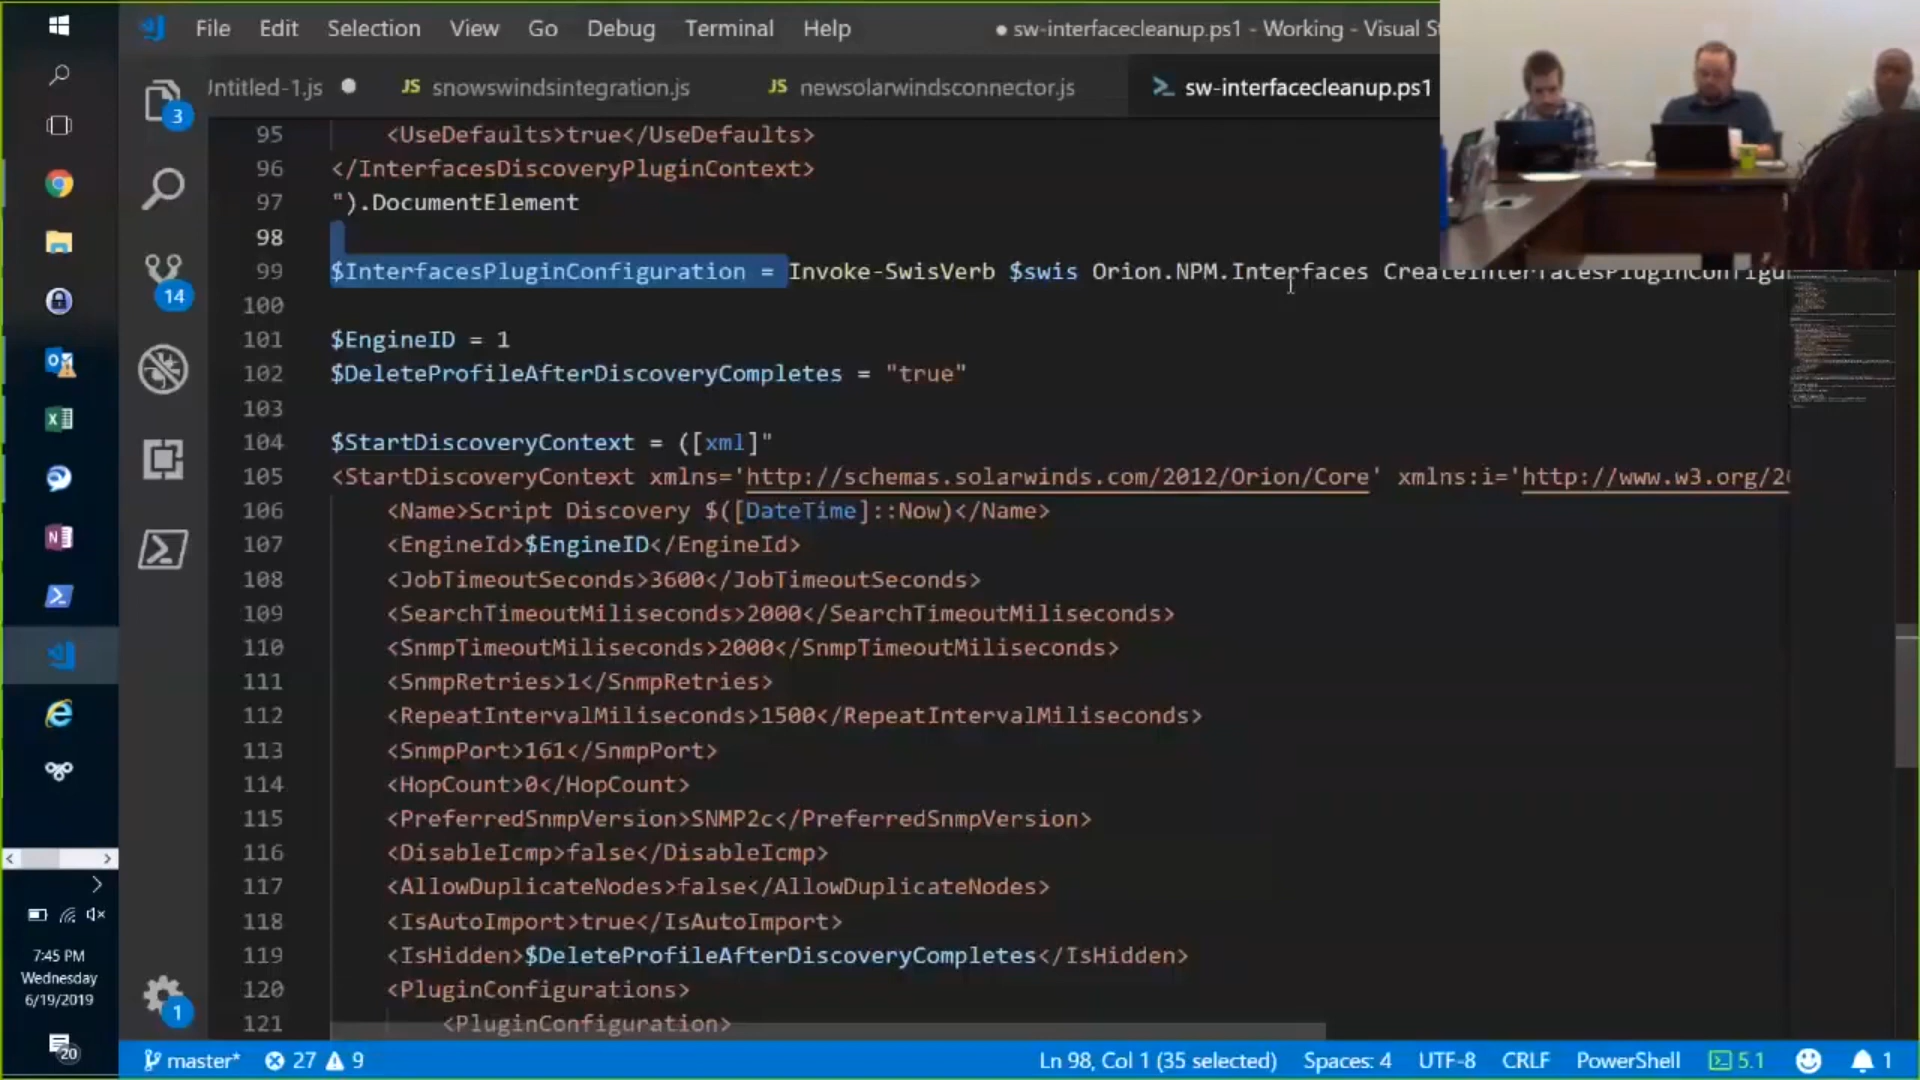 File Edit Selection View Go Debug Terminal Help ● sw-interfacecleanup.ps1 - Working - Visual
Intitled-1.js ● JS snowswindsintegration.js JS newsolarwindsconnector.js sw-interfacecleanup.ps1
95 <UseDefaults>true</UseDefaults>
96 </InterfacesDiscoveryPluginContext>
97 ").DocumentElement
98
99 $InterfacesPluginConfiguration = Invoke-SwisVerb $swis Orion.NPM.Interfaces CreateInterfacesPluginConfigu
100
101 $EngineID = 1
102 $DeleteProfileAfterDiscoveryCompletes = "true"
103
104 $StartDiscoveryContext = ([xml]"
105 <StartDiscoveryContext xmlns='http://schemas.solarwinds.com/2012/Orion/Core' xmlns:i='http://www.w3.org/20
106 <Name>Script Discovery $([DateTime]::Now)</Name>
107 <EngineId>$EngineID</EngineId>
108 <JobTimeoutSeconds>3600</JobTimeoutSeconds>
109 <SearchTimeoutMiliseconds>2000</SearchTimeoutMiliseconds>
110 <SnmpTimeoutMiliseconds>2000</SnmpTimeoutMiliseconds>
111 <SnmpRetries>1</SnmpRetries>
112 <RepeatIntervalMiliseconds>1500</RepeatIntervalMiliseconds>
113 <SnmpPort>161</SnmpPort>
114 <HopCount>0</HopCount>
115 <PreferredSnmpVersion>SNMP2c</PreferredSnmpVersion>
116 <DisableIcmp>false</DisableIcmp>
117 <AllowDuplicateNodes>false</AllowDuplicateNodes>
118 <IsAutoImport>true</IsAutoImport>
119 <IsHidden>$DeleteProfileAfterDiscoveryCompletes</IsHidden>
120 <PluginConfigurations>
121 <PluginConfiguration>
3
14
1
7:45 PM
Wednesday
6/19/2019
20
master* 27 9 Ln 98, Col 1 (35 selected) Spaces: 4 UTF-8 CRLF PowerShell 5.1 1